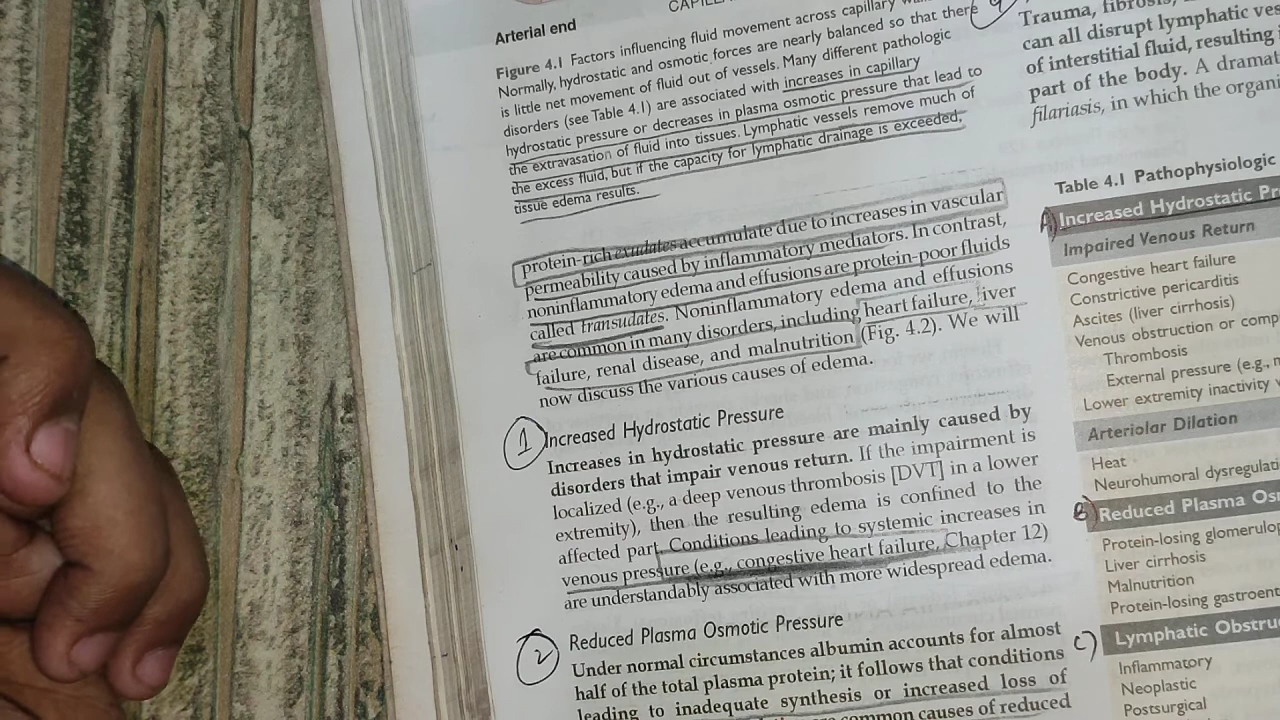 CAPILL
Arterial end
Figure 4.1 Factors influencing fluid movement across capillary
Normally, hydrostatic and osmotic forces are nearly balanced so that there
is little net movement of fluid out of vessels. Many different pathologic
disorders (see Table 4.1) are associated with increases in capillary
hydrostatic pressure or decreases in plasma osmotic pressure that lead to
the extravasation of fluid into tissues. Lymphatic vessels remove much of
the excess fluid, but if the capacity for lymphatic drainage is exceeded,
tissue edema results.
protein-rich exudates accumulate due to increases in vascular
permeability caused by inflammatory mediators. In contrast,
noninflammatory edema and effusions are protein-poor fluids
called transudates. Noninflammatory edema and effusions
are common in many disorders, including heart failure, liver
failure, renal disease, and malnutrition (Fig. 4.2). We will
now discuss the various causes of edema.
1 Increased Hydrostatic Pressure
Increases in hydrostatic pressure are mainly caused by
disorders that impair venous return. If the impairment is
localized (e.g., a deep venous thrombosis [DVT] in a lower
extremity), then the resulting edema is confined to the
affected part. Conditions leading to systemic increases in
venous pressure (e.g., congestive heart failure, Chapter 12)
are understandably associated with more widespread edema.
2 Reduced Plasma Osmotic Pressure
Under normal circumstances albumin accounts for almost
half of the total plasma protein; it follows that conditions
leading to inadequate synthesis or increased loss of
common causes of reduced
Trauma, fibrosis,
can all disrupt lymphatic ves
of interstitial fluid, resulting i
part of the body. A dramat
filariasis, in which the organi
Table 4.1 Pathophysiologic
A) Increased Hydrostatic Pr
Impaired Venous Return
Congestive heart failure
Constrictive pericarditis
Ascites (liver cirrhosis)
Venous obstruction or comp
Thrombosis
External pressure (e.g., m
Lower extremity inactivity
Arteriolar Dilation
Heat
Neurohumoral dysregulati
B) Reduced Plasma Os
Protein-losing glomerulo
Liver cirrhosis
Malnutrition
Protein-losing gastroent
C) Lymphatic Obstru
Inflammatory
Neoplastic
Postsurgical